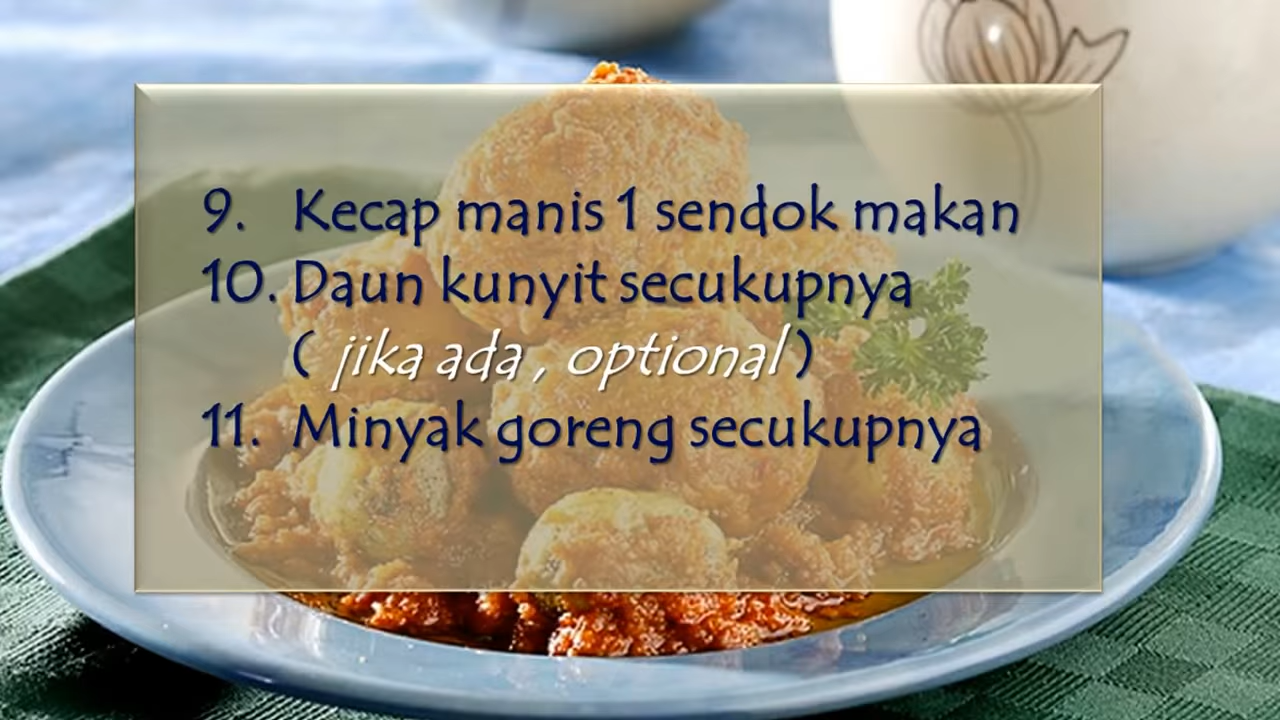 9. Kecap manis 1 sendok makan
10. Daun kunyit secukupnya
( jika ada , optional )
11. Minyak goreng secukupnya